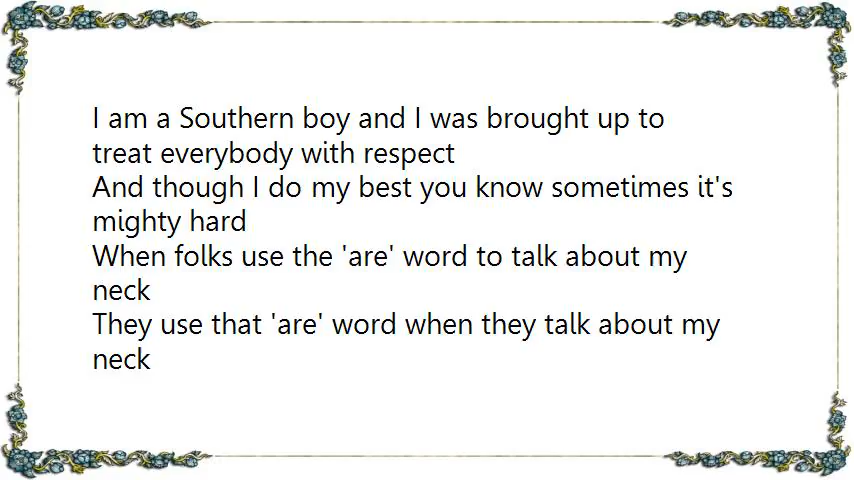 I am a Southern boy and I was brought up to
treat everybody with respect
And though I do my best you know sometimes it's
mighty hard
When folks use the 'are' word to talk about my
neck
They use that 'are' word when they talk about my
neck